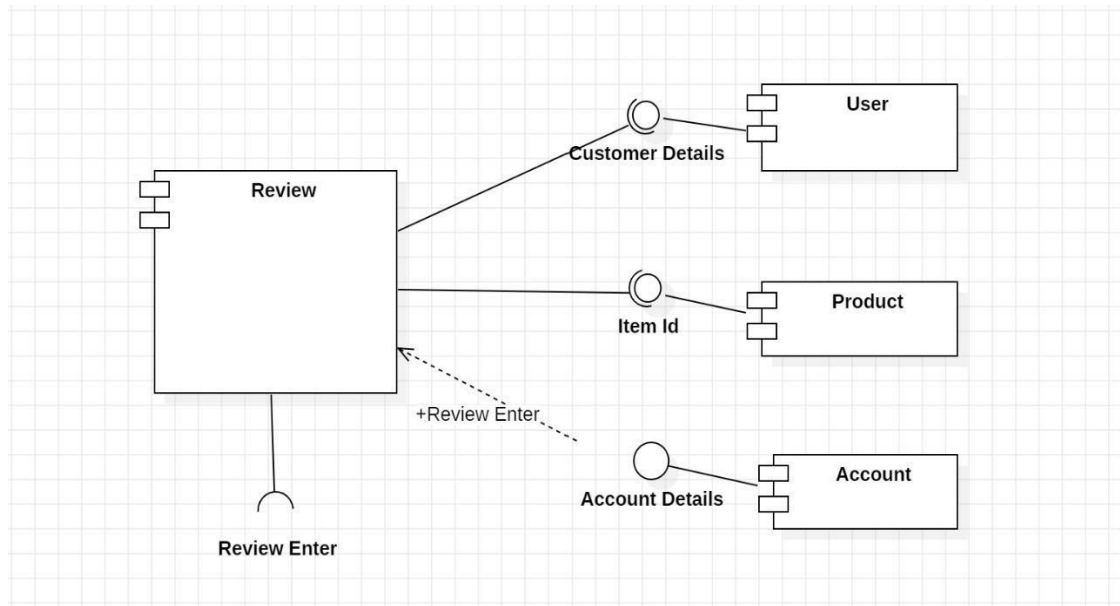 User
Customer Details
Review
Product
Item Id
+Review Enter
Account
Account Details
Review Enter